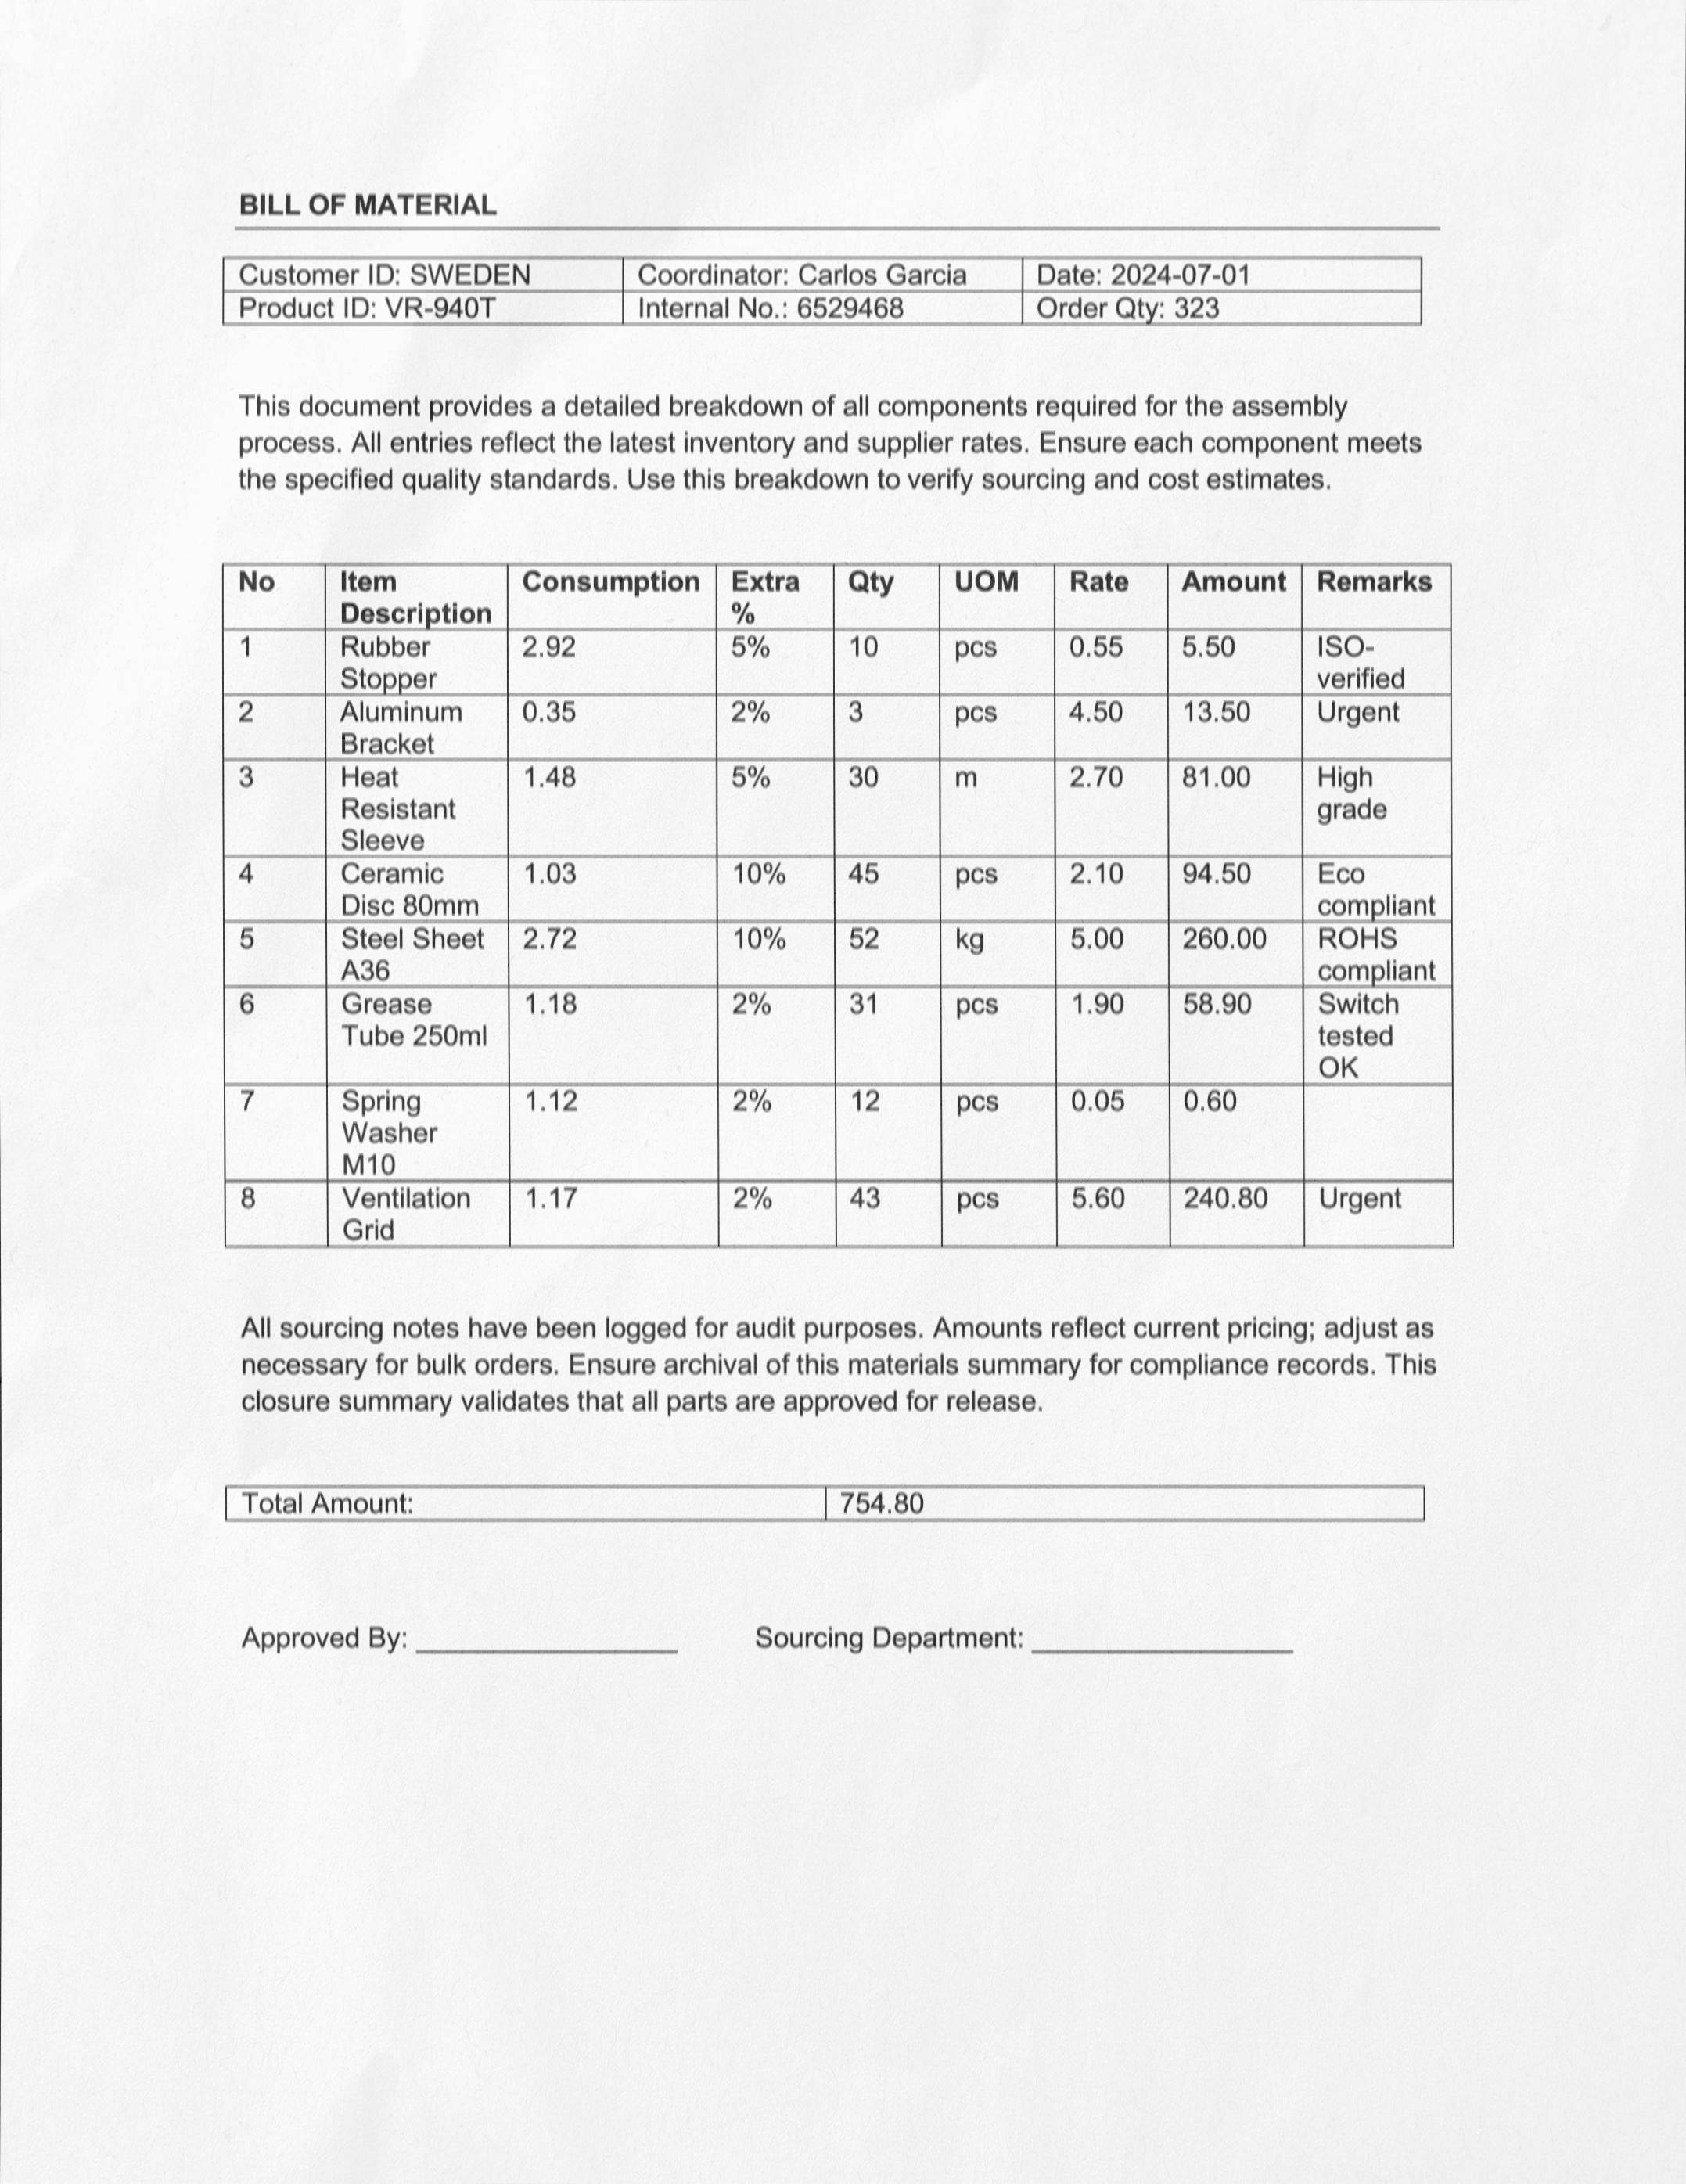 BILL OF MATERIAL
Customer ID: SWEDEN Coordinator: Carlos Garcia Date: 2024-07-01
Product ID: VR-940T Internal No.: 6529468 Order Qty: 323
This document provides a detailed breakdown of all components required for the assembly
process. All entries reflect the latest inventory and supplier rates. Ensure each component meets
the specified quality standards. Use this breakdown to verify sourcing and cost estimates.
No Item Consumption Extra Qty UOM Rate Amount Remarks
Description %
1 Rubber 2.92 5% 10 pcs 0.55 5.50 ISO-
Stopper verified
2 Aluminum 0.35 2% 3 pcs 4.50 13.50 Urgent
Bracket
3 Heat 1.48 5% 30 m 2.70 81.00 High
Resistant grade
Sleeve
4 Ceramic 1.03 10% 45 pcs 2.10 94.50 Eco
Disc 80mm compliant
5 Steel Sheet 2.72 10% 52 kg 5.00 260.00 ROHS
A36 compliant
6 Grease 1.18 2% 31 pcs 1.90 58.90 Switch
Tube 250ml tested
OK
7 Spring 1.12 2% 12 pcs 0.05 0.60
Washer
M10
8 Ventilation 1.17 2% 43 pcs 5.60 240.80 Urgent
Grid
All sourcing notes have been logged for audit purposes. Amounts reflect current pricing; adjust as
necessary for bulk orders. Ensure archival of this materials summary for compliance records. This
closure summary validates that all parts are approved for release.
Total Amount: 754.80
Approved By: Sourcing Department: